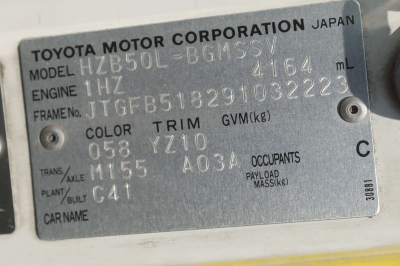 TOYOTA MOTOR CORPORATION JAPAN
MODEL HZB50L-BGMSSV
ENGINE 1HZ 4164 mL
FRAME No. JTGFB518291032223
COLOR TRIM GVM(kg)
058 YZ10
TRANS/AXLE M155 A03A OCCUPANTS C
PLANT/BUILT C41 PAYLOAD MASS(kg)
CAR NAME
30881